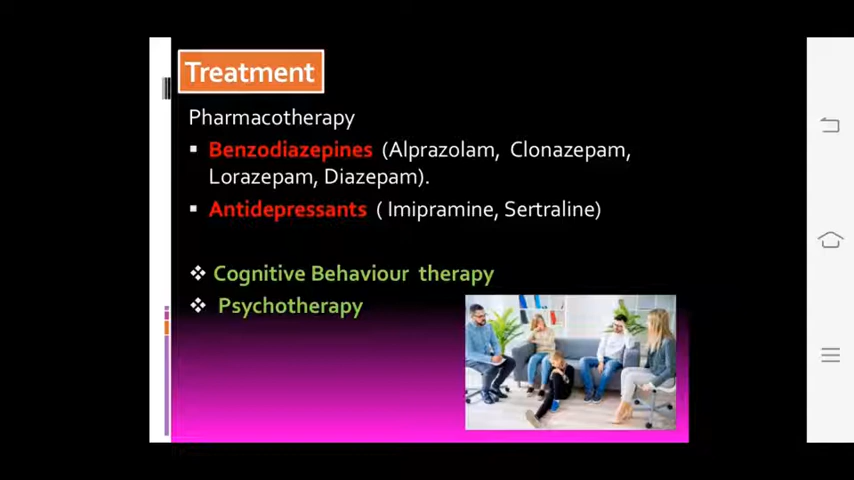 Treatment
Pharmacotherapy
▪ Benzodiazepines (Alprazolam, Clonazepam,
Lorazepam, Diazepam).
▪ Antidepressants ( Imipramine, Sertraline)
❖ Cognitive Behaviour therapy
❖ Psychotherapy